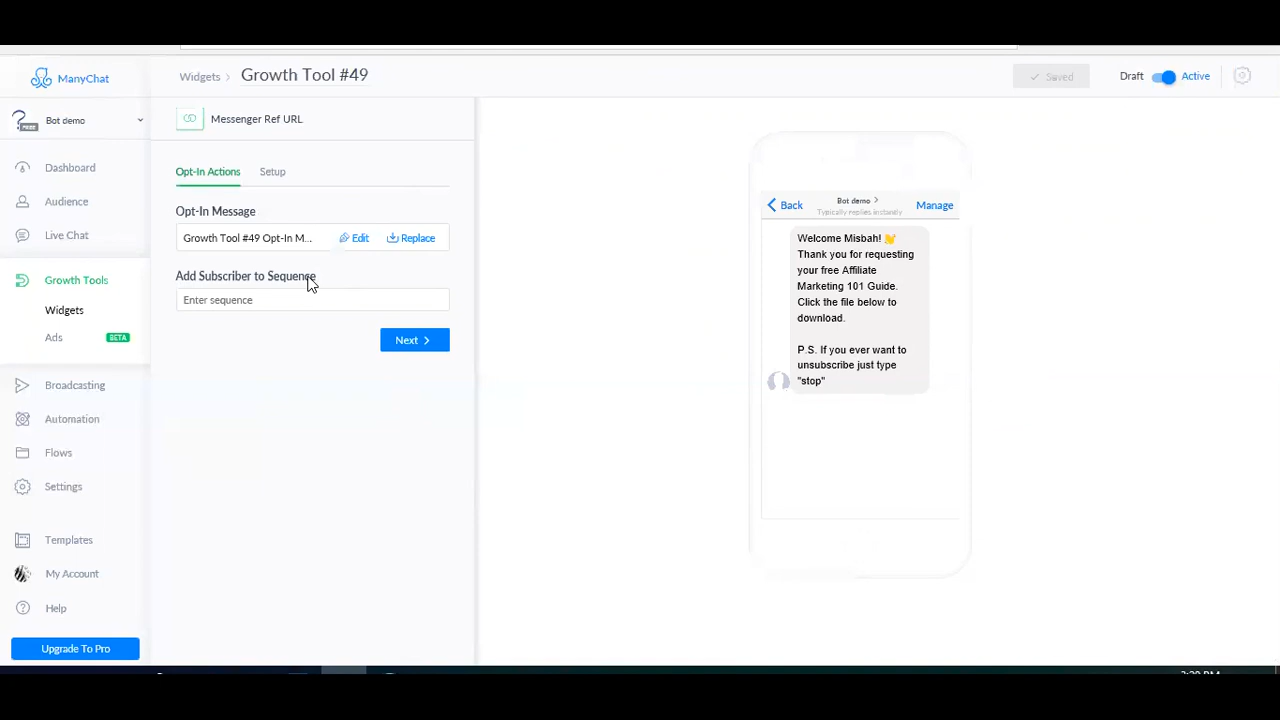 ManyChat
Widgets
Growth Tool #49
Saved
Draft
Active
FREE
Bot demo
Messenger Ref URL
Dashboard
Audience
Live Chat
Growth Tools
Widgets
Ads
BETA
Broadcasting
Automation
Flows
Settings
Templates
My Account
Help
Upgrade To Pro
Opt-In Actions
Setup
Opt-In Message
Growth Tool #49 Opt-In M...
Edit
Replace
Add Subscriber to Sequence
Enter sequence
Next
Back
Bot demo
Typically replies instantly
Manage
Welcome Misbah! 👋
Thank you for requesting
your free Affiliate
Marketing 101 Guide.
Click the file below to
download.
P.S. If you ever want to
unsubscribe just type
"stop"